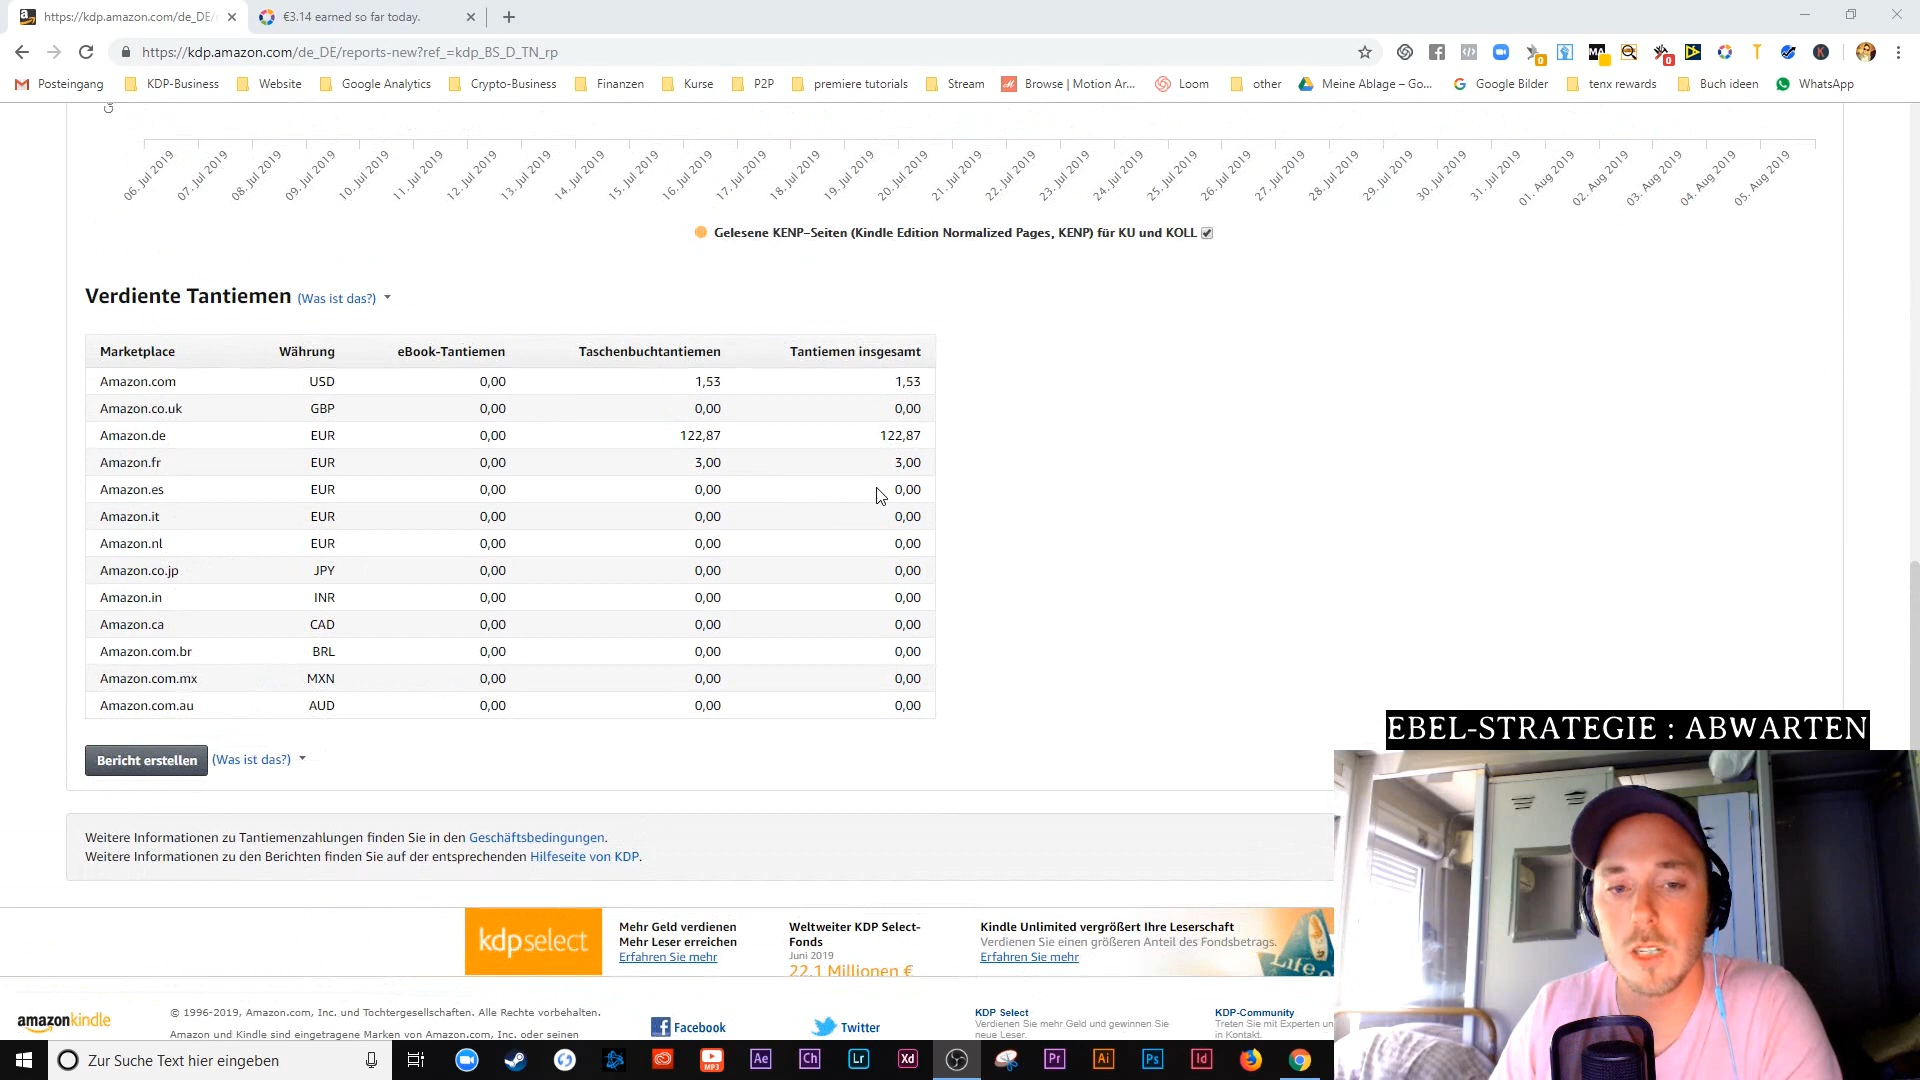 https://kdp.amazon.com/de_DE/r
€3.14 earned so far today.
https://kdp.amazon.com/de_DE/reports-new?ref_=kdp_BS_D_TN_rp
Posteingang KDP-Business Website Google Analytics Crypto-Business Finanzen Kurse P2P premiere tutorials Stream Browse | Motion Ar... Loom other Meine Ablage – Go... Google Bilder tenx rewards Buch ideen WhatsApp
06. Jul 2019 07. Jul 2019 08. Jul 2019 09. Jul 2019 10. Jul 2019 11. Jul 2019 12. Jul 2019 13. Jul 2019 14. Jul 2019 15. Jul 2019 16. Jul 2019 17. Jul 2019 18. Jul 2019 19. Jul 2019 20. Jul 2019 21. Jul 2019 22. Jul 2019 23. Jul 2019 24. Jul 2019 25. Jul 2019 26. Jul 2019 27. Jul 2019 28. Jul 2019 29. Jul 2019 30. Jul 2019 31. Jul 2019 01. Aug 2019 02. Aug 2019 03. Aug 2019 04. Aug 2019 05. Aug 2019
Gelesene KENP-Seiten (Kindle Edition Normalized Pages, KENP) für KU und KOLL
Verdiente Tantiemen (Was ist das?)
Marketplace Währung eBook-Tantiemen Taschenbuchtantiemen Tantiemen insgesamt
Amazon.com USD 0,00 1,53 1,53
Amazon.co.uk GBP 0,00 0,00 0,00
Amazon.de EUR 0,00 122,87 122,87
Amazon.fr EUR 0,00 3,00 3,00
Amazon.es EUR 0,00 0,00 0,00
Amazon.it EUR 0,00 0,00 0,00
Amazon.nl EUR 0,00 0,00 0,00
Amazon.co.jp JPY 0,00 0,00 0,00
Amazon.in INR 0,00 0,00 0,00
Amazon.ca CAD 0,00 0,00 0,00
Amazon.com.br BRL 0,00 0,00 0,00
Amazon.com.mx MXN 0,00 0,00 0,00
Amazon.com.au AUD 0,00 0,00 0,00
EBEL-STRATEGIE : ABWARTEN
Bericht erstellen (Was ist das?)
Weitere Informationen zu Tantiemenzahlungen finden Sie in den Geschäftsbedingungen.
Weitere Informationen zu den Berichten finden Sie auf der entsprechenden Hilfeseite von KDP.
kdpselect
Mehr Geld verdienen
Mehr Leser erreichen
Erfahren Sie mehr
Weltweiter KDP Select-
Fonds
Juni 2019
22,1 Millionen €
Kindle Unlimited vergrößert Ihre Leserschaft
Verdienen Sie einen größeren Anteil des Fondsbetrags.
Erfahren Sie mehr
Life o
amazonkindle
© 1996-2019, Amazon.com, Inc. und Tochtergesellschaften. Alle Rechte vorbehalten.
Amazon und Kindle sind eingetragene Marken von Amazon.com, Inc. oder seinen
Facebook
Twitter
KDP Select
Verdienen Sie mehr Geld und gewinnen Sie
neue Leser.
KDP-Community
Treten Sie mit Experten un
in Kontakt.
Zur Suche Text hier eingeben
MP3 Ae Ch Lr Xd Pr Ai Ps Id